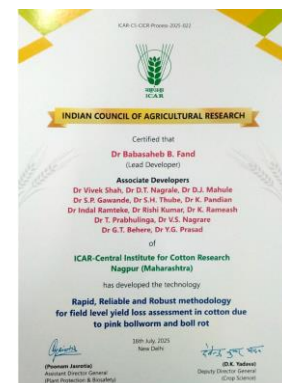 ICAR-CS-CICR-Process-2025-022
भाकृअनुप
ICAR
INDIAN COUNCIL OF AGRICULTURAL RESEARCH
Certified that
Dr Babasaheb B. Fand
(Lead Developer)
Associate Developers
Dr Vivek Shah, Dr D.T. Nagrale, Dr D.J. Mahule
Dr S.P. Gawande, Dr S.H. Thube, Dr K. Pandian
Dr Indal Ramteke, Dr Rishi Kumar, Dr K. Rameash
Dr T. Prabhulinga, Dr V.S. Nagrare
Dr G.T. Behere, Dr Y.G. Prasad
of
ICAR-Central Institute for Cotton Research
Nagpur (Maharashtra)
has developed the technology
Rapid, Reliable and Robust methodology
for field level yield loss assessment in cotton due
to pink bollworm and boll rot
16th July, 2025
New Delhi
(Poonam Jasrotia)
Assistant Director General
(Plant Protection & Biosafety)
(D.K. Yadava)
Deputy Director General
(Crop Science)